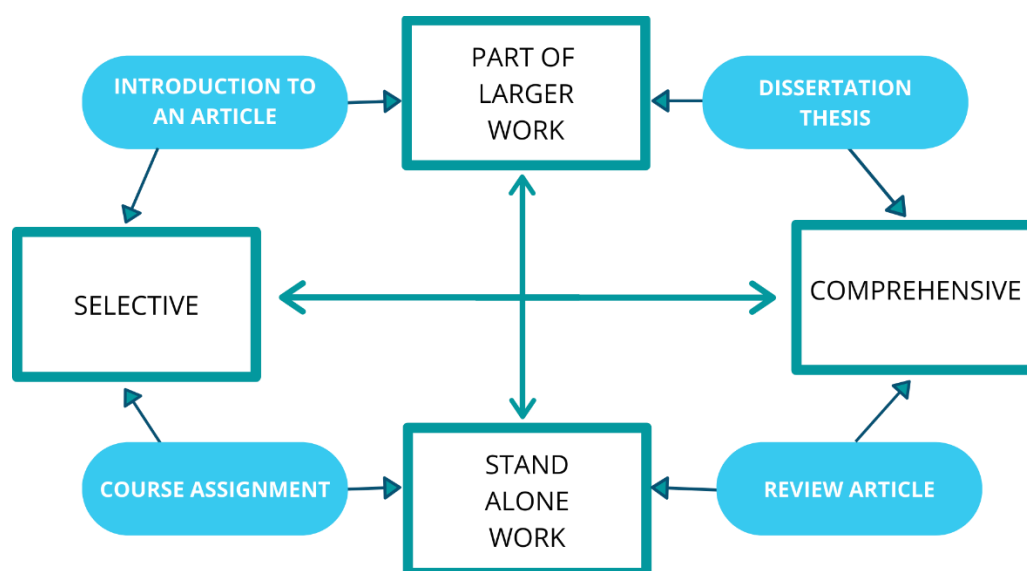 PART OF
LARGER
WORK
INTRODUCTION TO
AN ARTICLE
DISSERTATION
THESIS
SELECTIVE
COMPREHENSIVE
COURSE ASSIGNMENT
STAND
ALONE
WORK
REVIEW ARTICLE